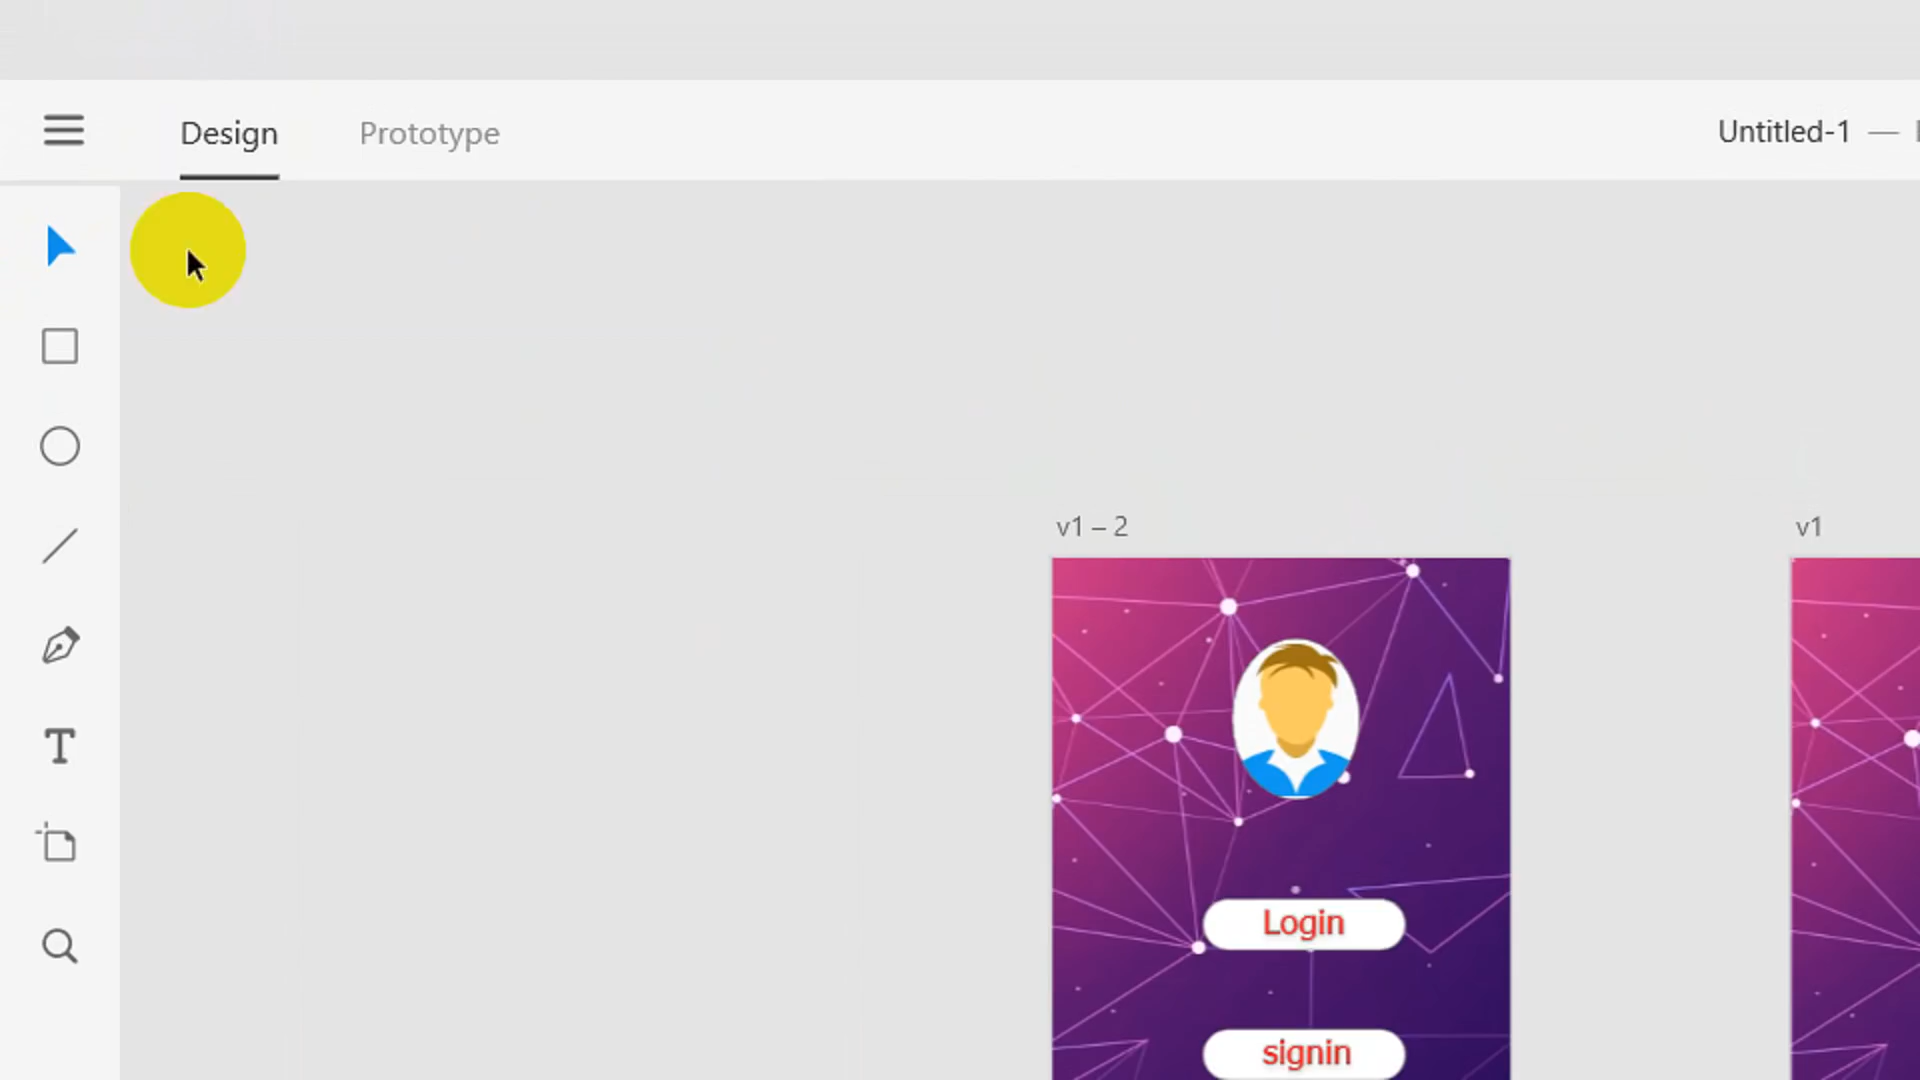 Design
Prototype
Untitled-1 —
v1 – 2
v1
Login
signin